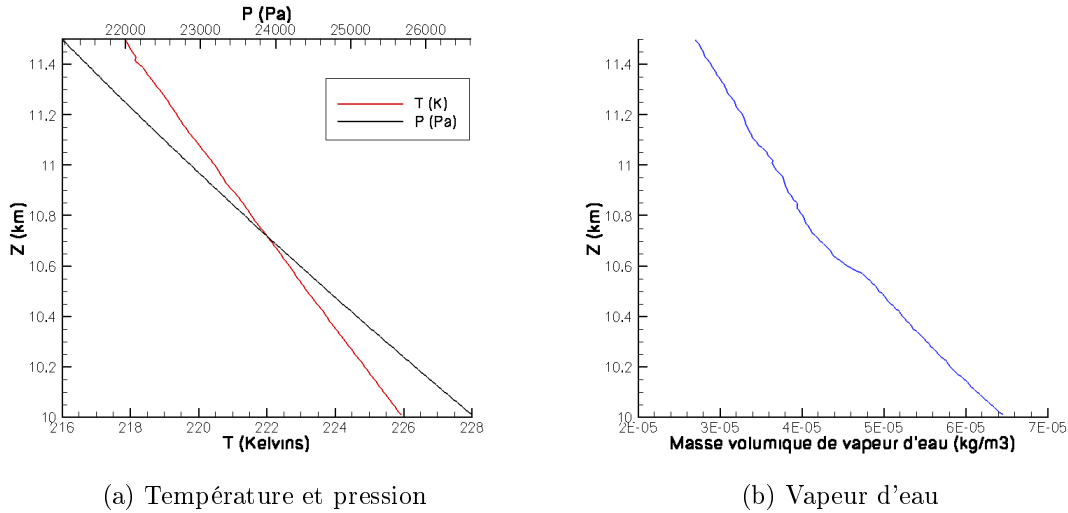 P (Pa)
22000 23000 24000 25000 26000
11.4
11.2
11
10.8
10.6
10.4
10.2
10
Z (km)
T (K)
P (Pa)
216 218 220 222 224 226 228
T (Kelvins)
(a) Température et pression
11.4
11.2
11
10.8
10.6
10.4
10.2
10
Z (km)
2E-05 3E-05 4E-05 5E-05 6E-05 7E-05
Masse volumique de vapeur d'eau (kg/m3)
(b) Vapeur d'eau